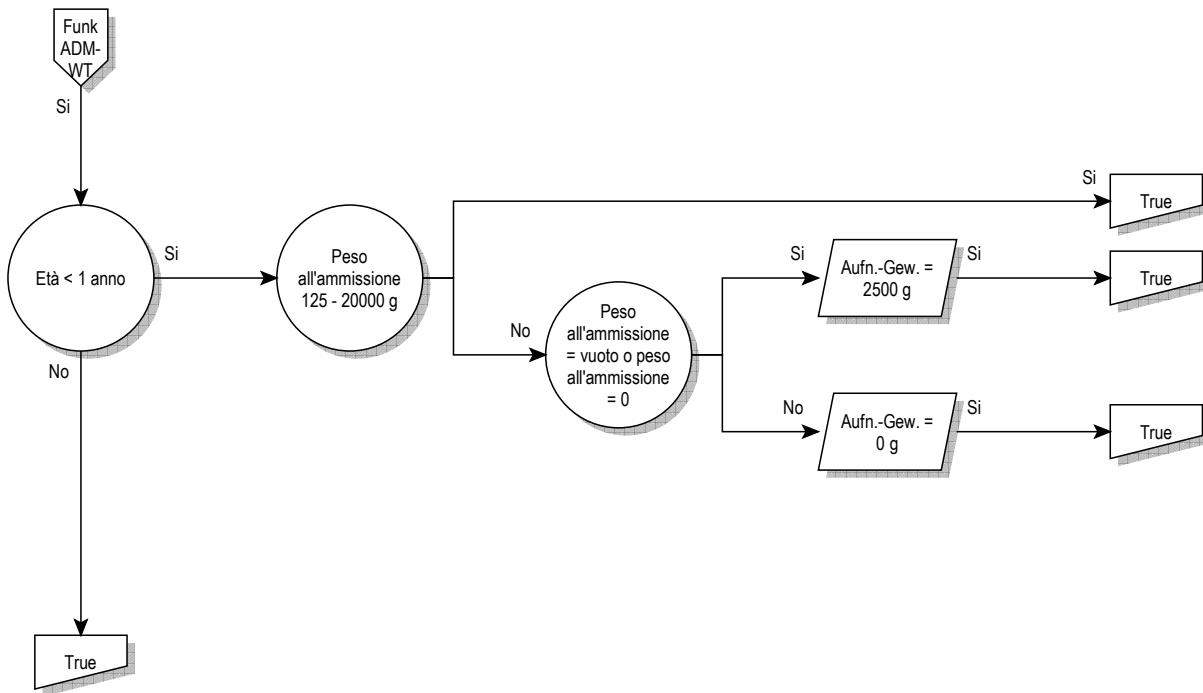 Funk
ADM-
WT
Si
Età < 1 anno
Si
No
True
Peso
all'ammissione
125 - 20000 g
Si
True
No
Peso
all'ammissione
= vuoto o peso
all'ammissione
= 0
Si
Aufn.-Gew. =
2500 g
Si
True
No
Aufn.-Gew. =
0 g
Si
True